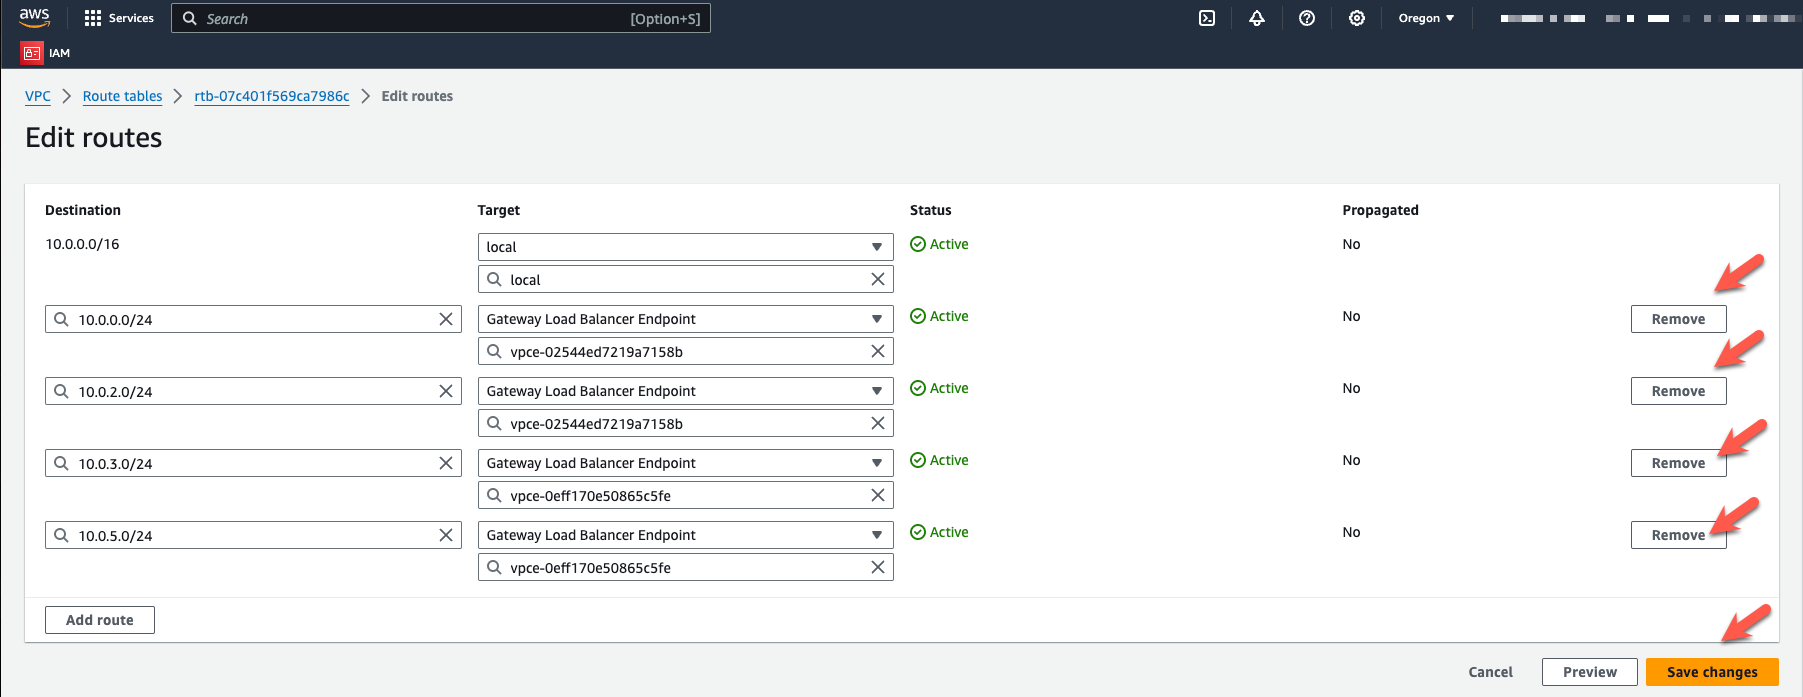 aws
Services
Search
[Option+S]
Oregon
IAM
VPC
Route tables
rtb-07c401f569ca7986c
Edit routes
Edit routes
Destination Target Status Propagated
10.0.0.0/16 local Active No
local
10.0.0.0/24 Gateway Load Balancer Endpoint Active No Remove
vpce-02544ed7219a7158b
10.0.2.0/24 Gateway Load Balancer Endpoint Active No Remove
vpce-02544ed7219a7158b
10.0.3.0/24 Gateway Load Balancer Endpoint Active No Remove
vpce-0eff170e50865c5fe
10.0.5.0/24 Gateway Load Balancer Endpoint Active No Remove
vpce-0eff170e50865c5fe
Add route
Cancel Preview Save changes